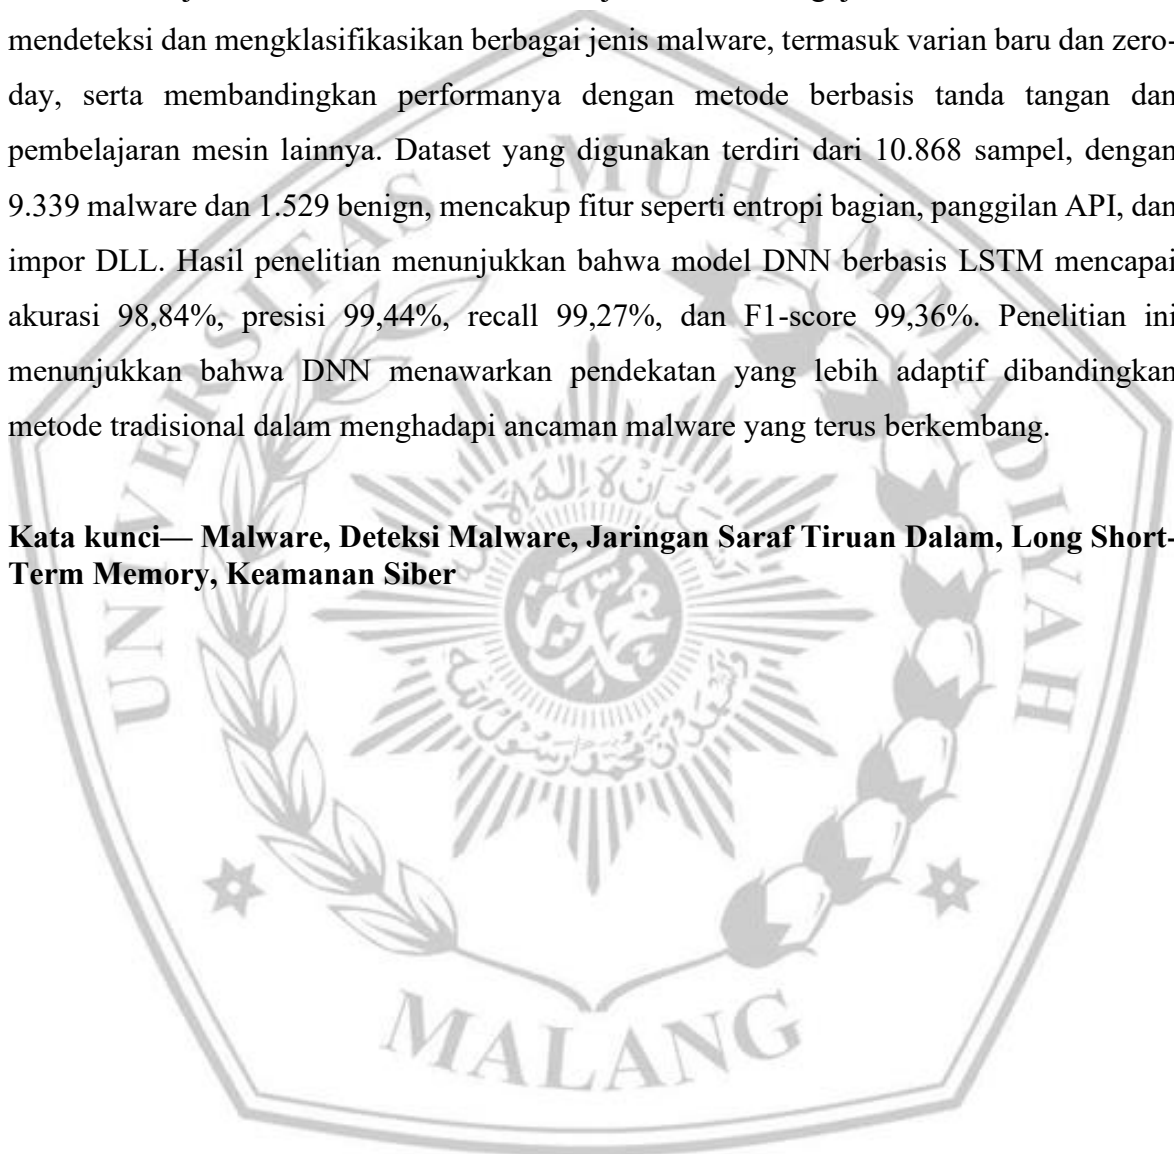 mendeteksi dan mengklasifikasikan berbagai jenis malware, termasuk varian baru dan zero-
day, serta membandingkan performanya dengan metode berbasis tanda tangan dan
pembelajaran mesin lainnya. Dataset yang digunakan terdiri dari 10.868 sampel, dengan
9.339 malware dan 1.529 benign, mencakup fitur seperti entropi bagian, panggilan API, dan
impor DLL. Hasil penelitian menunjukkan bahwa model DNN berbasis LSTM mencapai
akurasi 98,84%, presisi 99,44%, recall 99,27%, dan F1-score 99,36%. Penelitian ini
menunjukkan bahwa DNN menawarkan pendekatan yang lebih adaptif dibandingkan
metode tradisional dalam menghadapi ancaman malware yang terus berkembang.
Kata kunci— Malware, Deteksi Malware, Jaringan Saraf Tiruan Dalam, Long Short-
Term Memory, Keamanan Siber
UNIVERSITAS MUHAMMADIYAH
MALANG